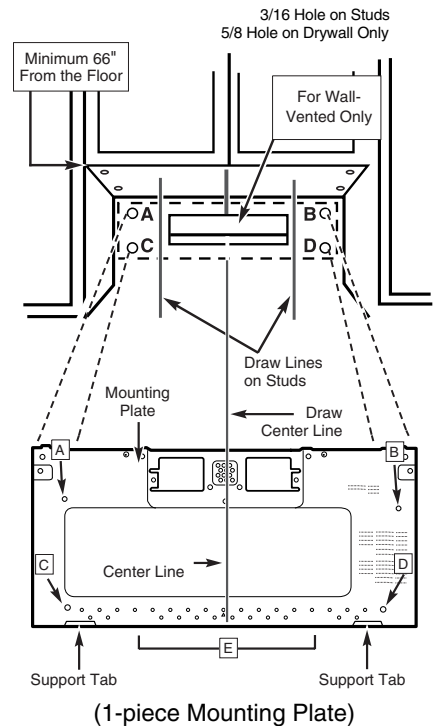 3/16 Hole on Studs
5/8 Hole on Drywall Only
Minimum 66"
From the Floor
For Wall-
Vented Only
A
B
C
D
Draw Lines
on Studs
Mounting
Plate
Draw
Center Line
A
B
C
Center Line
D
E
Support Tab
Support Tab
(1-piece Mounting Plate)